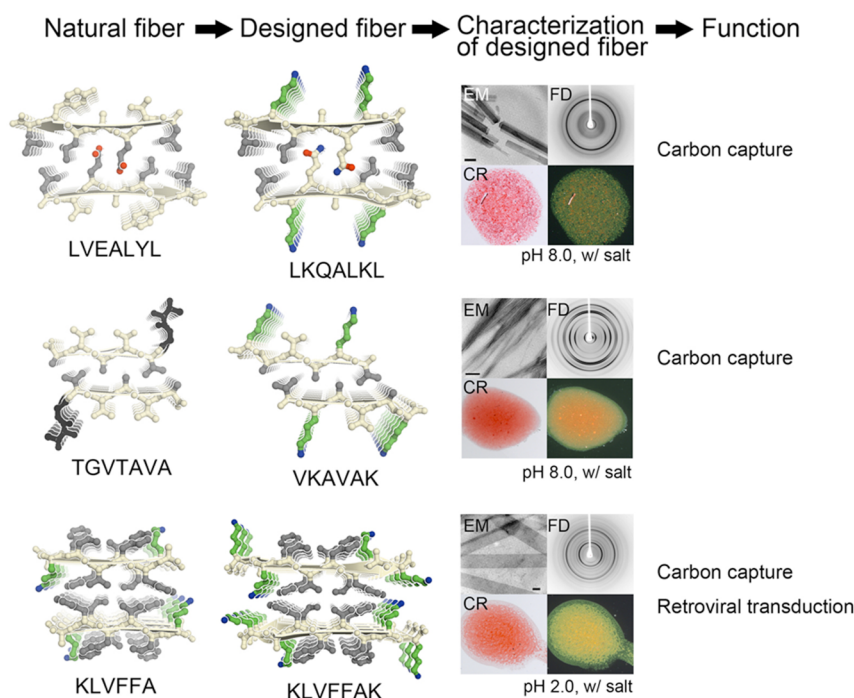 Natural fiber
Designed fiber
Characterization
of designed fiber
Function
EM
FD
CR
pH 8.0, w/ salt
LVEALYL
LKQALKL
Carbon capture
EM
FD
CR
pH 8.0, w/ salt
TGVTAVA
VKAVAK
Carbon capture
EM
FD
CR
pH 2.0, w/ salt
KLVFFA
KLVFFAK
Carbon capture
Retroviral transduction